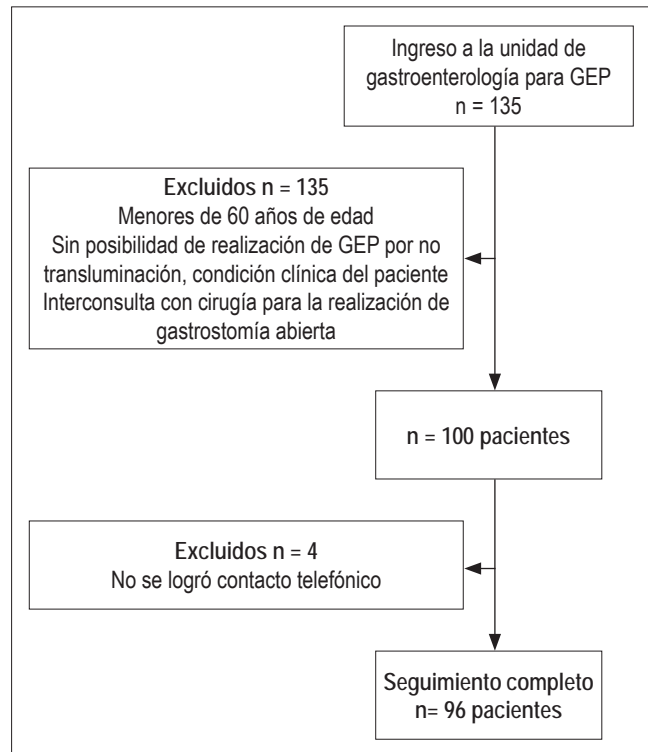 Ingreso a la unidad de
gastroenterología para GEP
n = 135
Excluidos n = 135
Menores de 60 años de edad
Sin posibilidad de realización de GEP por no
transluminación, condición clínica del paciente
Interconsulta con cirugía para la realización de
gastrostomía abierta
n = 100 pacientes
Excluidos n = 4
No se logró contacto telefónico
Seguimiento completo
n= 96 pacientes